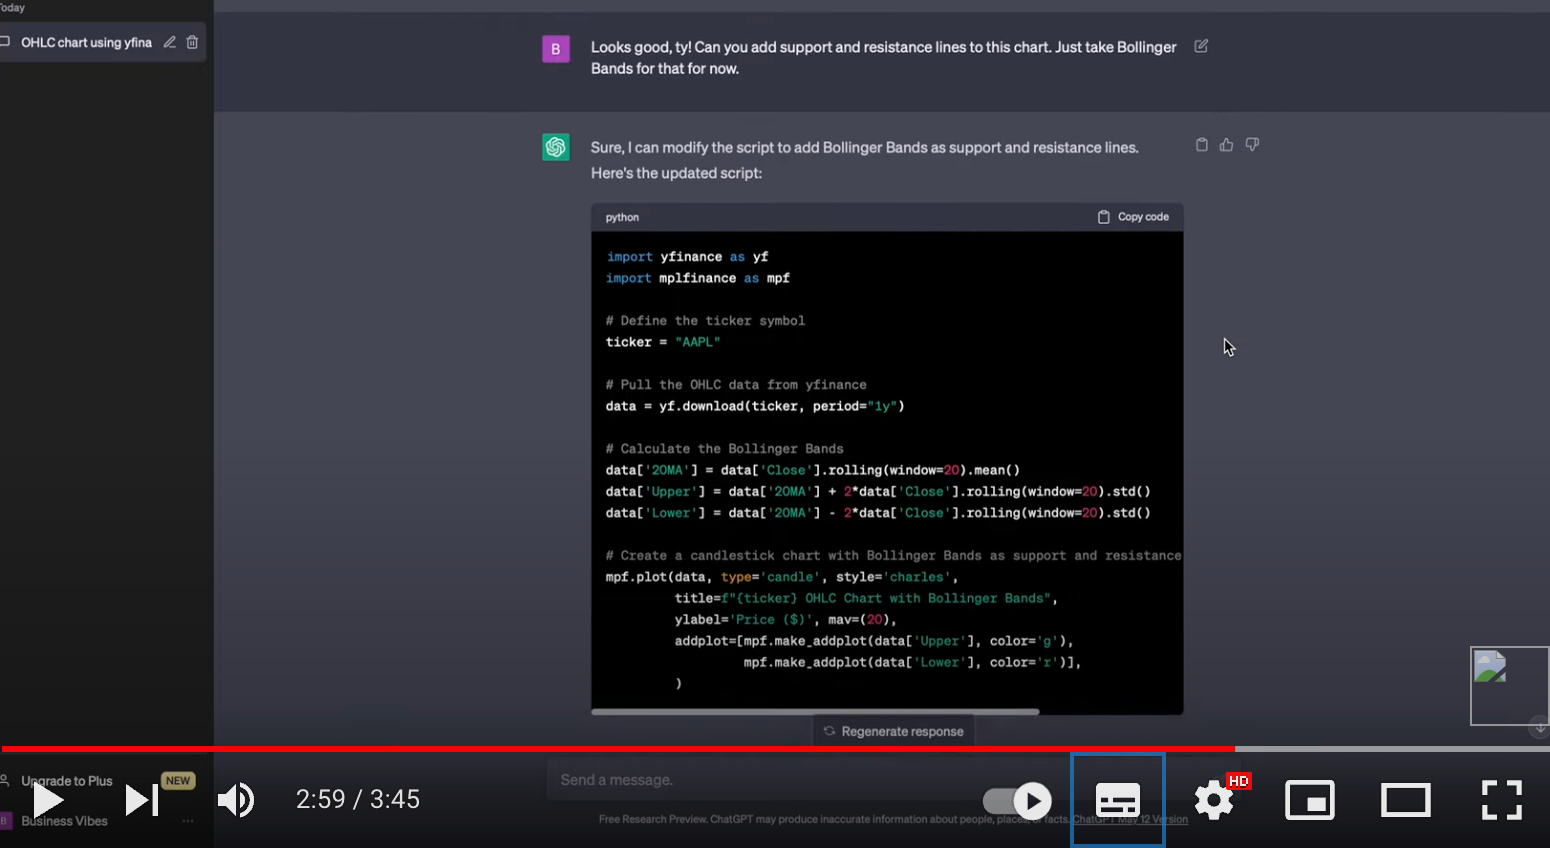 Today
OHLC chart using yfina
B
Looks good, ty! Can you add support and resistance lines to this chart. Just take Bollinger
Bands for that for now.
Sure, I can modify the script to add Bollinger Bands as support and resistance lines.
Here's the updated script:
python
Copy code
import yfinance as yf
import mplfinance as mpf
# Define the ticker symbol
ticker = "AAPL"
# Pull the OHLC data from yfinance
data = yf.download(ticker, period="1y")
# Calculate the Bollinger Bands
data['20MA'] = data['Close'].rolling(window=20).mean()
data['Upper'] = data['20MA'] + 2*data['Close'].rolling(window=20).std()
data['Lower'] = data['20MA'] - 2*data['Close'].rolling(window=20).std()
# Create a candlestick chart with Bollinger Bands as support and resistance
mpf.plot(data, type='candle', style='charles',
title=f"{ticker} OHLC Chart with Bollinger Bands",
ylabel='Price ($)', mav=(20),
addplot=[mpf.make_addplot(data['Upper'], color='g'),
mpf.make_addplot(data['Lower'], color='r')],
)
Regenerate response
Upgrade to Plus
NEW
Send a message.
HD
2:59 / 3:45
B
Business Vibes
Free Research Preview. ChatGPT may produce inaccurate information about people, places, or facts. ChatGPT May 12 Version